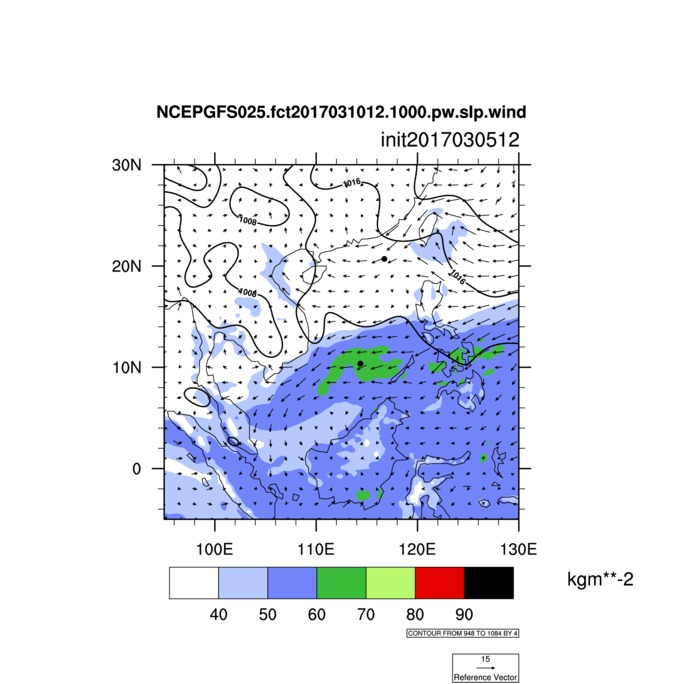 NCEPGFS025.fct2017031012.1000.pw.slp.wind
init2017030512
30N
1016
1008
20N
1016
1008
10N
0
100E 110E 120E 130E
kgm**-2
40 50 60 70 80 90
CONTOUR FROM 948 TO 1084 BY 4
15
Reference Vector